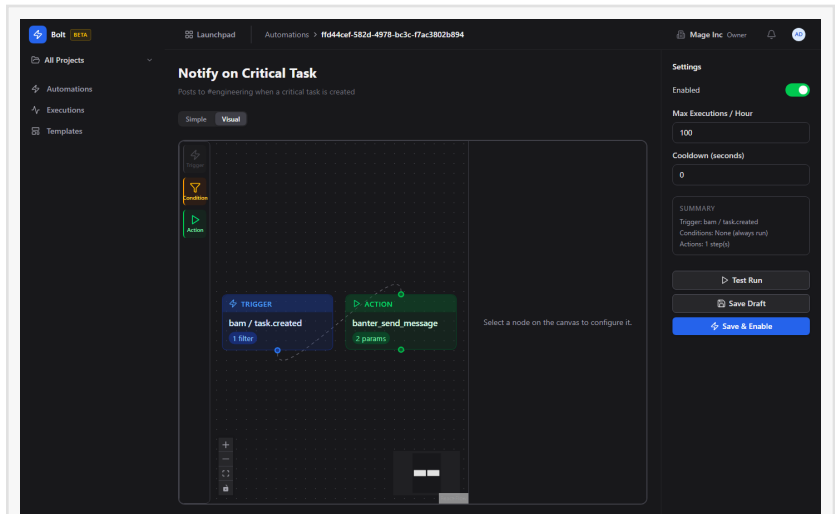 Bolt BETA
Launchpad Automations > ffd44cef-582d-4978-bc3c-f7ac3802b894
Mage Inc Owner AD
All Projects
Automations
Executions
Templates
Notify on Critical Task
Posts to #engineering when a critical task is created
Simple Visual
Trigger
Condition
Action
TRIGGER
bam / task.created
1 filter
ACTION
banter_send_message
2 params
Select a node on the canvas to configure it.
Settings
Enabled
Max Executions / Hour
100
Cooldown (seconds)
0
SUMMARY
Trigger: bam / task.created
Conditions: None (always run)
Actions: 1 step(s)
Test Run
Save Draft
Save & Enable